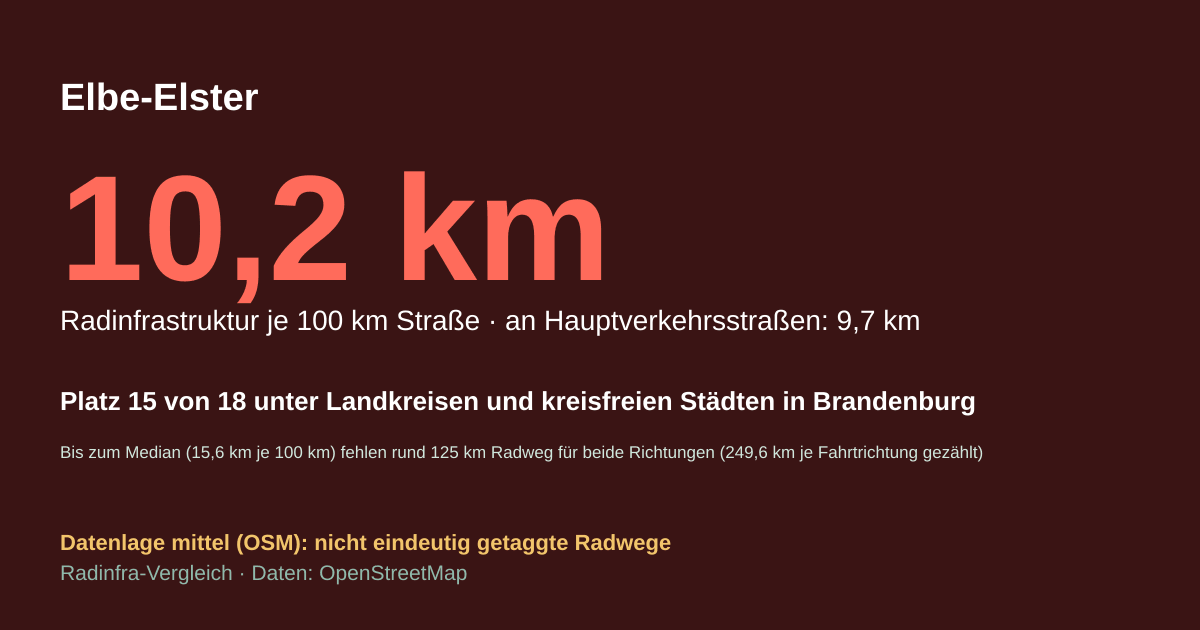 Elbe-Elster
10,2 km
Radinfrastruktur je 100 km Straße · an Hauptverkehrsstraßen: 9,7 km
Platz 15 von 18 unter Landkreisen und kreisfreien Städten in Brandenburg
Bis zum Median (15,6 km je 100 km) fehlen rund 125 km Radweg für beide Richtungen (249,6 km je Fahrtrichtung gezählt)
Datenlage mittel (OSM): nicht eindeutig getaggte Radwege
Radinfra-Vergleich · Daten: OpenStreetMap